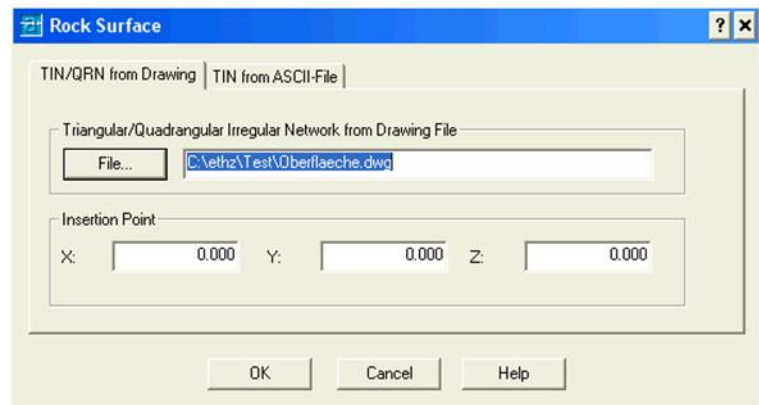 Rock Surface
TIN/QRN from Drawing TIN from ASCII-File
Triangular/Quadrangular Irregular Network from Drawing File
File... C:\ethz\Test\Oberflaeche.dwg
Insertion Point
X: 0.000 Y: 0.000 Z: 0.000
OK Cancel Help